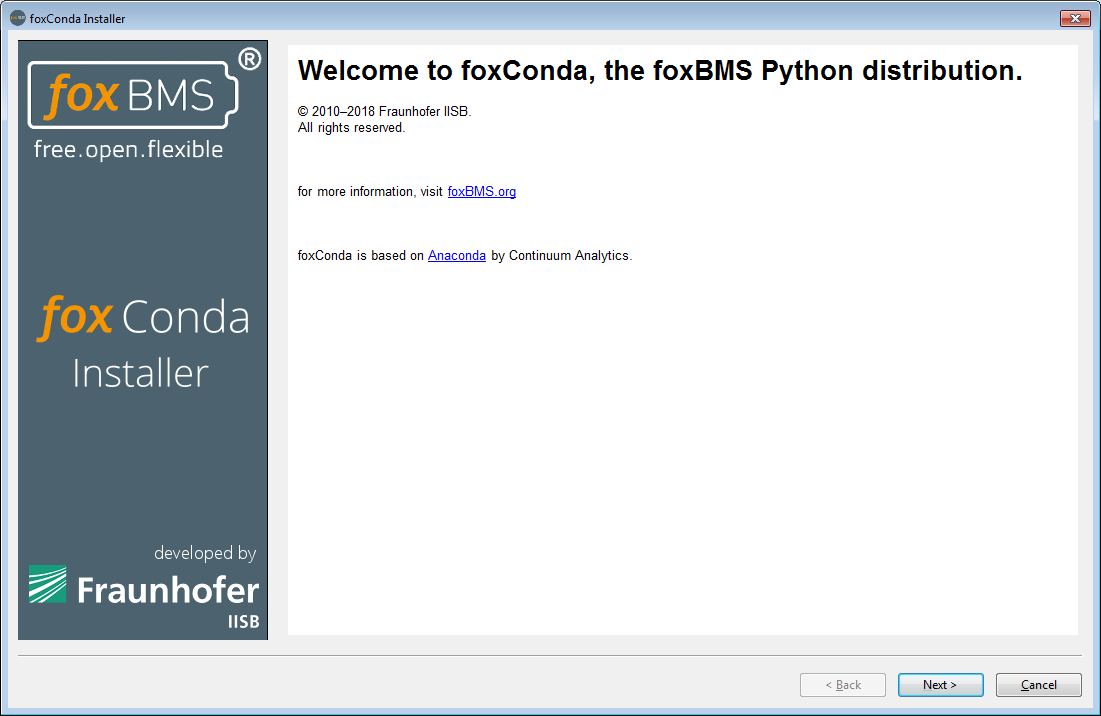 foxConda Installer
fox BMS ®
free.open.flexible
fox Conda
Installer
developed by
Fraunhofer
IISB
Welcome to foxConda, the foxBMS Python distribution.
© 2010–2018 Fraunhofer IISB.
All rights reserved.
for more information, visit foxBMS.org
foxConda is based on Anaconda by Continuum Analytics.
< Back
Next >
Cancel